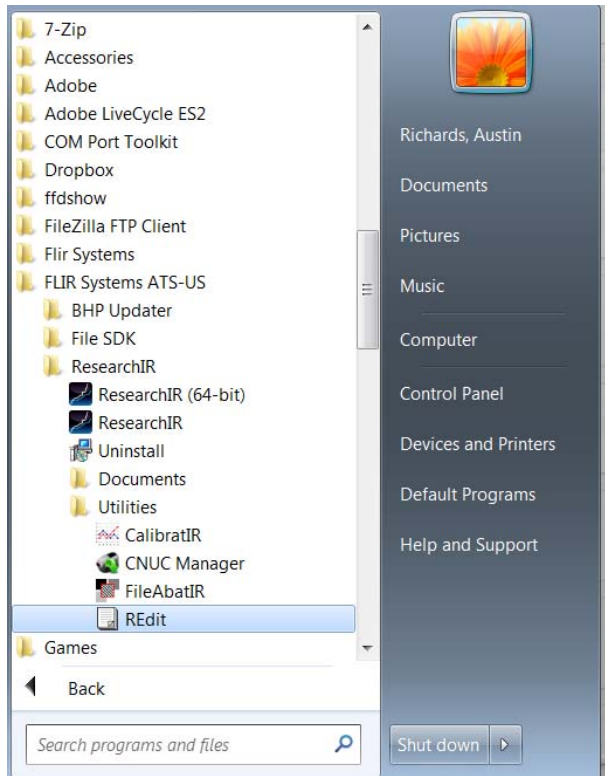 7-Zip
Accessories
Adobe
Adobe LiveCycle ES2
COM Port Toolkit
Dropbox
ffdshow
FileZilla FTP Client
Flir Systems
FLIR Systems ATS-US
BHP Updater
File SDK
ResearchIR
ResearchIR (64-bit)
ResearchIR
Uninstall
Documents
Utilities
CalibratIR
CNUC Manager
FileAbatIR
REdit
Games
Back
Search programs and files
Richards, Austin
Documents
Pictures
Music
Computer
Control Panel
Devices and Printers
Default Programs
Help and Support
Shut down